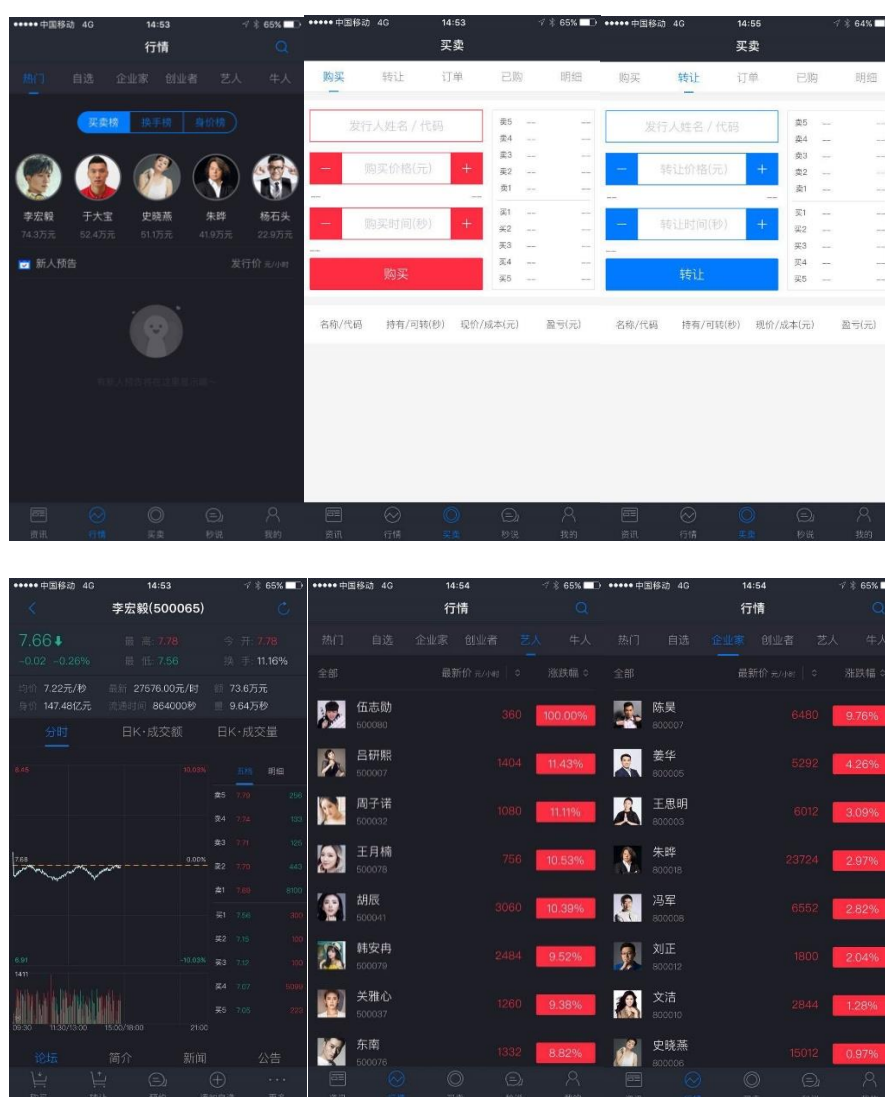 中国移动 4G 14:53 65%
行情
热门 自选 企业家 创业者 艺人 牛人
买卖榜 换手榜 身价榜
李宏毅 于大宝 史晓燕 朱晔 杨石头
74.3万元 52.4万元 51.1万元 41.9万元 22.9万元
新人预告 发行价 元/小时
资讯 行情 买卖 秒说 我的
中国移动 4G 14:53 65%
买卖
购买 转让 订单 已购 明细
发行人姓名 / 代码
− 购买价格(元) +
--
--
− 购买时间(秒) +
--
购买
卖5 -- --
卖4 -- --
卖3 -- --
卖2 -- --
卖1 -- --
买1 -- --
买2 -- --
买3 -- --
买4 -- --
买5 -- --
名称/代码 持有/可转(秒) 现价/成本(元) 盈亏(元)
资讯 行情 买卖 秒说 我的
中国移动 4G 14:55 64%
买卖
购买 转让 订单 已购 明细
发行人姓名 / 代码
− 转让价格(元) +
--
− 转让时间(秒) +
--
转让
卖5 -- --
卖4 -- --
卖3 -- --
卖2 -- --
卖1 -- --
买1 -- --
买2 -- --
买3 -- --
买4 -- --
买5 -- --
名称/代码 持有/可转(秒) 现价/成本(元) 盈亏(元)
资讯 行情 买卖 秒说 我的
中国移动 4G 14:53 65%
李宏毅(500065)
7.66 最 高: 7.78 今 开: 7.78
-0.02 -0.26% 最 低: 7.56 换 手 11.16%
均价 7.22元/秒 最新 27576.00元/时 额 73.6万元
身价 147.48亿元 流通时间 864000秒 量 9.64万秒
分时 日K·成交额 日K·成交量
8.45 10.03%
7.68 0.00%
6.91 -10.03%
1411
09:30 11:30/13:00 15:00/18:00 21:00
五档 明细
卖5 7.79 256
卖4 7.74 133
卖3 7.71 125
卖2 7.70 443
卖1 7.69 8100
买1 7.56 300
买2 7.15 100
买3 7.12 100
买4 7.07 5099
买5 7.05 223
论坛 简介 新闻 公告
中国移动 4G 14:54 65%
行情
热门 自选 企业家 创业者 艺人 牛人
全部 最新价 元/小时 涨跌幅
伍志勋 360 100.00%
500080
吕研熙 1404 11.43%
500007
周子诺 1080 11.11%
500032
王月楠 756 10.53%
500078
胡辰 3060 10.39%
500041
韩安冉 2484 9.52%
500079
关雅心 1260 9.38%
500037
东南 1332 8.82%
500076
中国移动 4G 14:54 65%
行情
热门 自选 企业家 创业者 艺人 牛人
全部 最新价 元/小时 涨跌幅
陈昊 6480 9.76%
800007
姜华 5292 4.26%
800005
王思明 6012 3.09%
800003
朱晔 23724 2.97%
800018
冯军 6552 2.82%
800008
刘正 1800 2.04%
800012
文洁 2844 1.28%
800010
史晓燕 15012 0.97%
800006